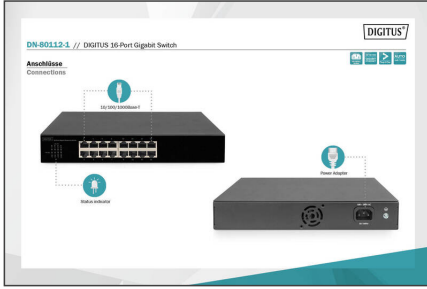 DIGITUS®
DN-80112-1 // DIGITUS 16-Port Gigabit Switch
Anschlüsse
Connections
10/100/1000Base-T
Status indicator
Power Adapter